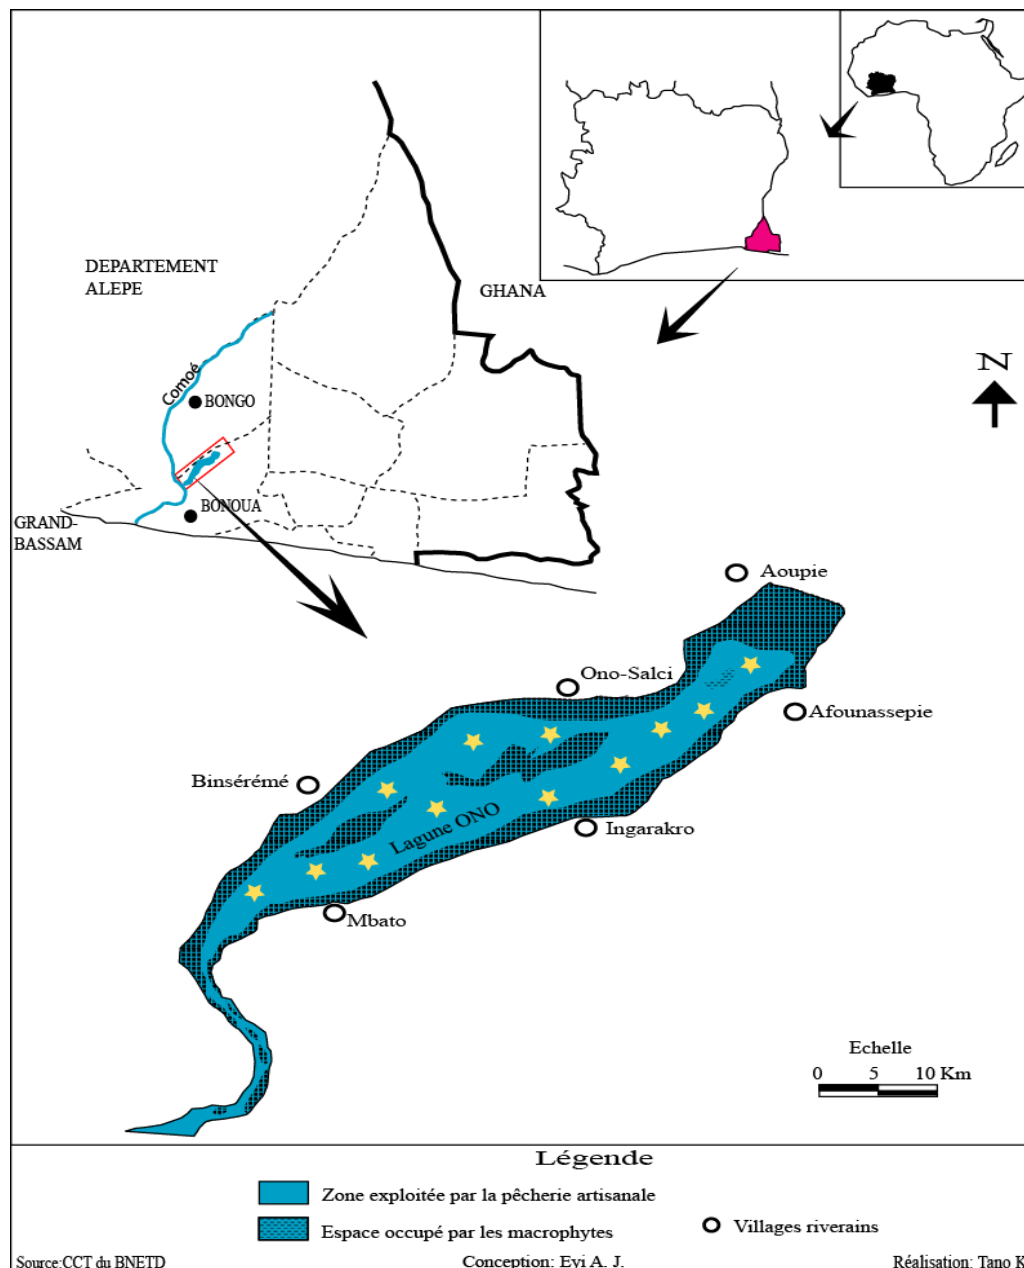 DEPARTEMENT
ALEPE
GHANA
N
Comoé
BONGO
BONOUA
GRAND-
BASSAM
Aoupie
Ono-Salci
Afounassepie
Binsérémé
Lagune ONO
Ingarakro
Mbato
Echelle
0 5 10 Km
Légende
Zone exploitée par la pêcherie artisanale
Espace occupé par les macrophytes
Villages riverains
Source:CCT du BNETD
Conception: Eyi A. J.
Réalisation: Tano K